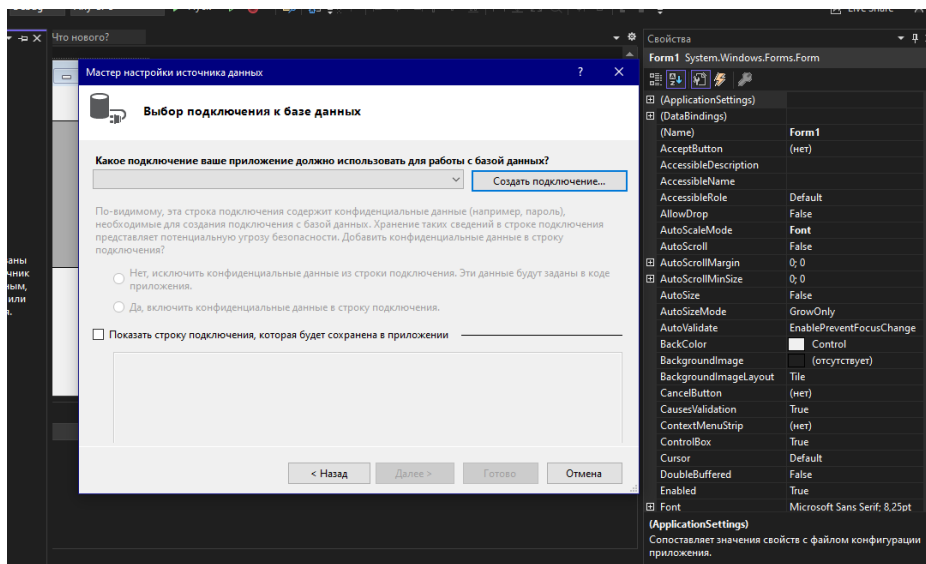 Что нового?
Мастер настройки источника данных
?
Выбор подключения к базе данных
Какое подключение ваше приложение должно использовать для работы с базой данных?
Создать подключение...
По-видимому, эта строка подключения содержит конфиденциальные данные (например, пароль),
необходимые для создания подключения с базой данных. Хранение таких сведений в строке подключения
представляет потенциальную угрозу безопасности. Добавить конфиденциальные данные в строку
подключения?
Нет, исключить конфиденциальные данные из строки подключения. Эти данные будут заданы в коде
приложения.
Да, включить конфиденциальные данные в строку подключения.
Показать строку подключения, которая будет сохранена в приложении
< Назад
Далее >
Готово
Отмена
или
Свойства
Form1 System.Windows.Forms.Form
(ApplicationSettings)
(DataBindings)
(Name) Form1
AcceptButton (нет)
AccessibleDescription
AccessibleName
AccessibleRole Default
AllowDrop False
AutoScaleMode Font
AutoScroll False
AutoScrollMargin 0; 0
AutoScrollMinSize 0; 0
AutoSize False
AutoSizeMode GrowOnly
AutoValidate EnablePreventFocusChange
BackColor Control
BackgroundImage (отсутствует)
BackgroundImageLayout Tile
CancelButton (нет)
CausesValidation True
ContextMenuStrip (нет)
ControlBox True
Cursor Default
DoubleBuffered False
Enabled True
Font Microsoft Sans Serif; 8,25pt
(ApplicationSettings)
Сопоставляет значения свойств с файлом конфигурации
приложения.